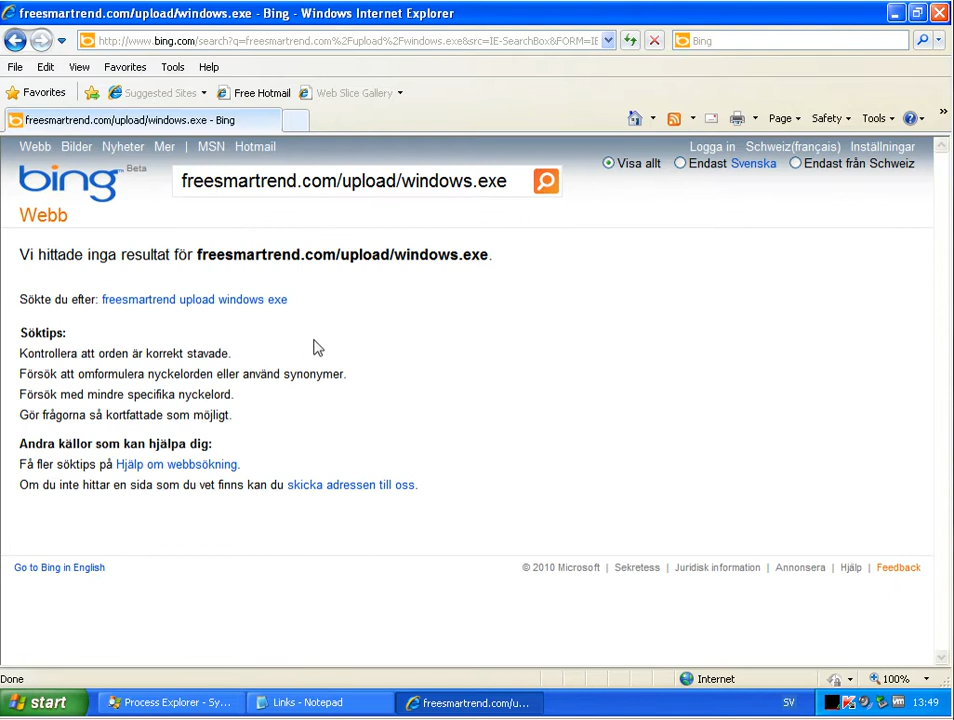 freesmartrend.com/upload/windows.exe - Bing - Windows Internet Explorer
http://www.bing.com/search?q=freesmartrend.com%2Fupload%2Fwindows.exe&src=IE-SearchBox&FORM=IE
Bing
File Edit View Favorites Tools Help
Favorites Suggested Sites Free Hotmail Web Slice Gallery
freesmartrend.com/upload/windows.exe - Bing
Page Safety Tools »
Webb Bilder Nyheter Mer | MSN Hotmail
Logga in Schweiz(français) Inställningar
bing Beta
freesmartrend.com/upload/windows.exe
Visa allt Endast Svenska Endast från Schweiz
Webb
Vi hittade inga resultat för freesmartrend.com/upload/windows.exe.
Sökte du efter: freesmartrend upload windows exe
Söktips:
Kontrollera att orden är korrekt stavade.
Försök att omformulera nyckelorden eller använd synonymer.
Försök med mindre specifika nyckelord.
Gör frågorna så kortfattade som möjligt.
Andra källor som kan hjälpa dig:
Få fler söktips på Hjälp om webbsökning.
Om du inte hittar en sida som du vet finns kan du skicka adressen till oss.
Go to Bing in English
© 2010 Microsoft | Sekretess | Juridisk information | Annonsera | Hjälp | Feedback
Done
Internet
100%
start
Process Explorer - Sy...
Links - Notepad
freesmartrend.com/u...
SV
13:49